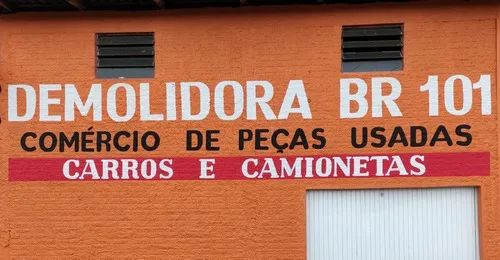 DEMOLIDORA BR 101
COMÉRCIO DE PEÇAS USADAS
CARROS E CAMIONETAS